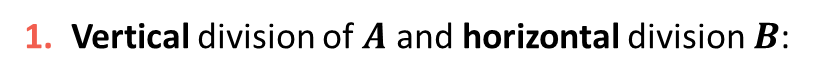 1. Vertical division of A and horizontal division B: